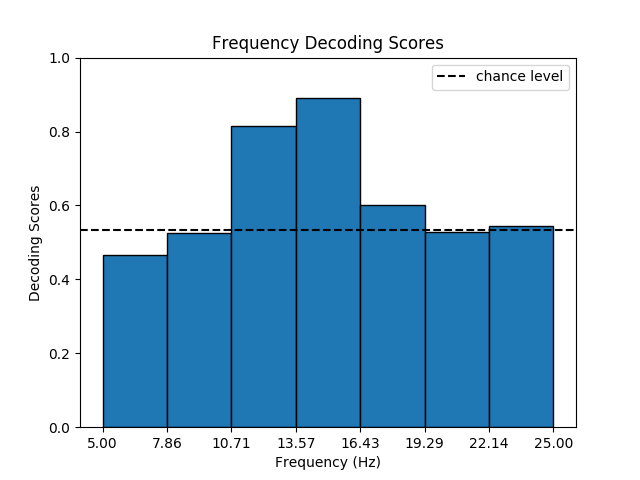 Frequency Decoding Scores
1.0
chance level
0.8
0.6
0.4
0.2
0.0
Decoding Scores
5.00 7.86 10.71 13.57 16.43 19.29 22.14 25.00
Frequency (Hz)